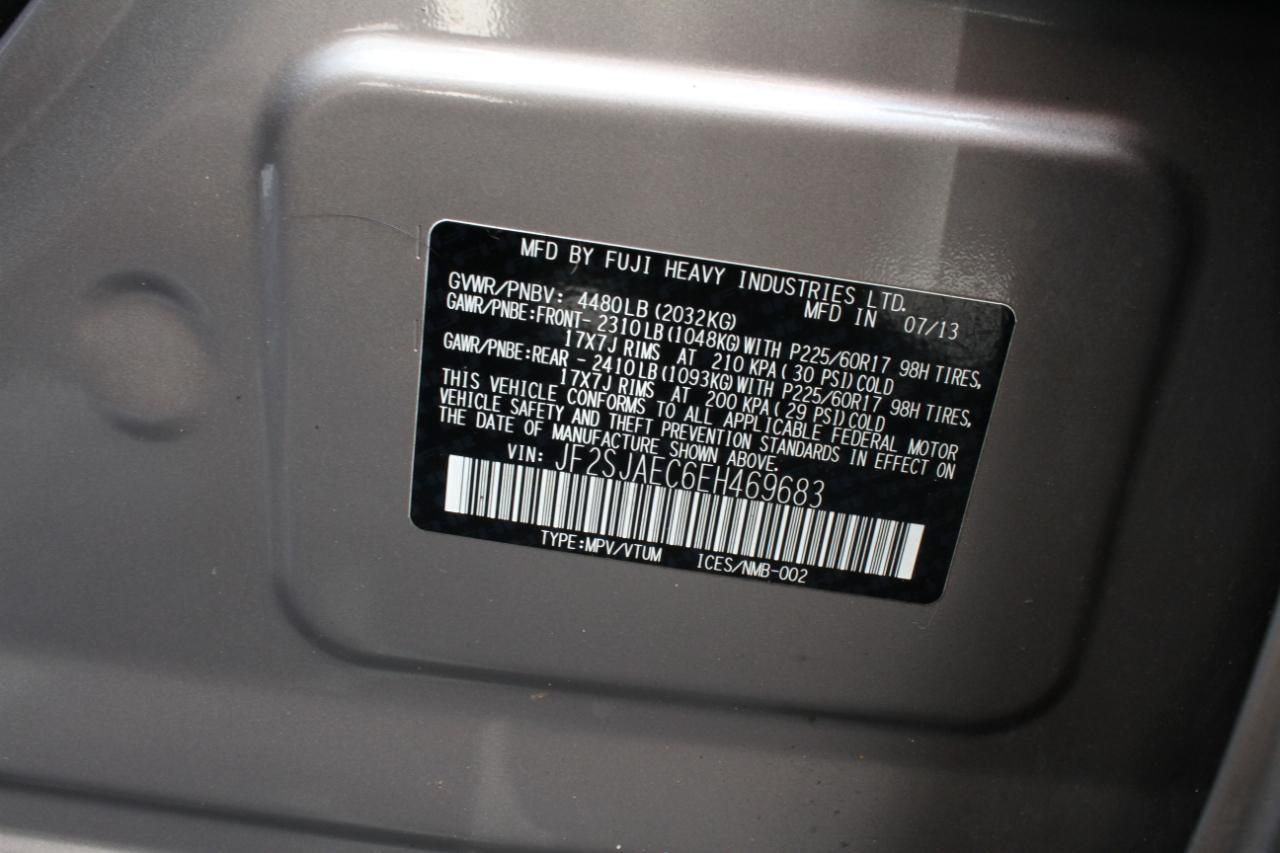 MFD BY FUJI HEAVY INDUSTRIES LTD.
GVWR/PNBV: 4480LB (2032KG) MFD IN 07/13
GAWR/PNBE:FRONT- 2310LB (1048KG) WITH P225/60R17 98H TIRES,
17X7J RIMS AT 210 KPA ( 30 PSI) COLD
GAWR/PNBE:REAR - 2410LB (1093KG) WITH P225/60R17 98H TIRES,
17X7J RIMS AT 200 KPA ( 29 PSI) COLD
THIS VEHICLE CONFORMS TO ALL APPLICABLE FEDERAL MOTOR
VEHICLE SAFETY AND THEFT PREVENTION STANDARDS IN EFFECT ON
THE DATE OF MANUFACTURE SHOWN ABOVE.
VIN: JF2SJAEC6EH469683
TYPE:MPV/VTUM ICES/NMB-002